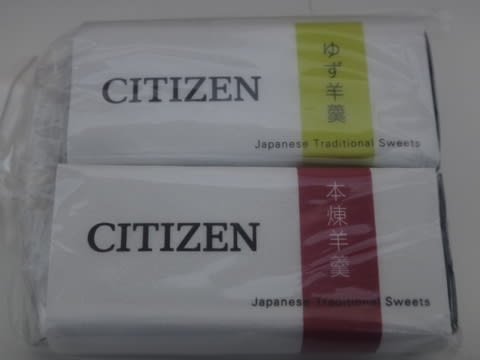 CITIZEN
ゆず羊羹
Japanese Traditional Sweets
CITIZEN
本煉羊羹
Japanese Traditional Sweets